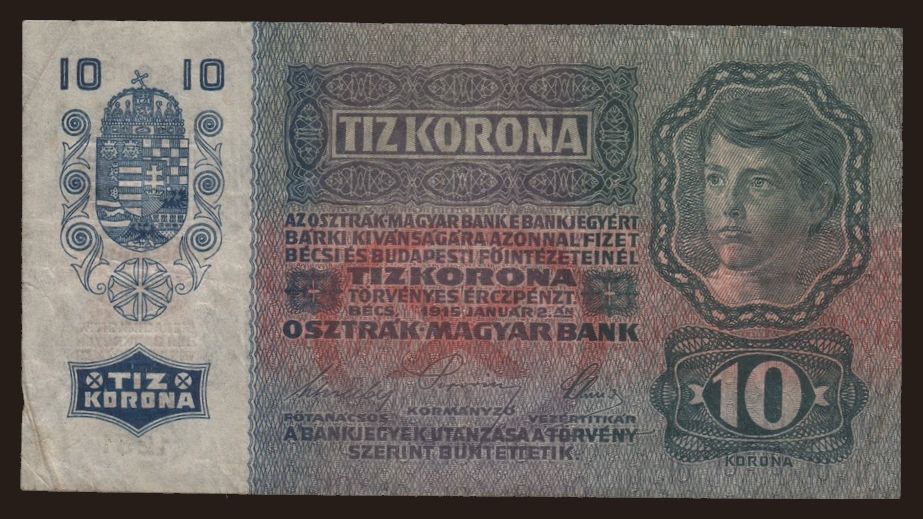 10 10
TIZ KORONA
AZ OSZTRÁK-MAGYAR BANK E BANKJEGYÉRT
BÁRKI KIVÁNSÁGÁRA AZONNAL FIZET
BÉCSI ÉS BUDAPESTI FŐINTÉZETEINÉL
TIZ KORONA
TÖRVÉNYES ÉRCZPÉNZT.
BÉCS, 1915 JANUÁR 2.ÁN
OSZTRÁK-MAGYAR BANK
TIZ
KORONA
10
FŐTANÁCSOS KORMÁNYZÓ VEZÉRTITKÁR
A BANKJEGYEK UTÁNZÁSA A TÖRVÉNY
SZERINT BÜNTETTETIK.
KORONA